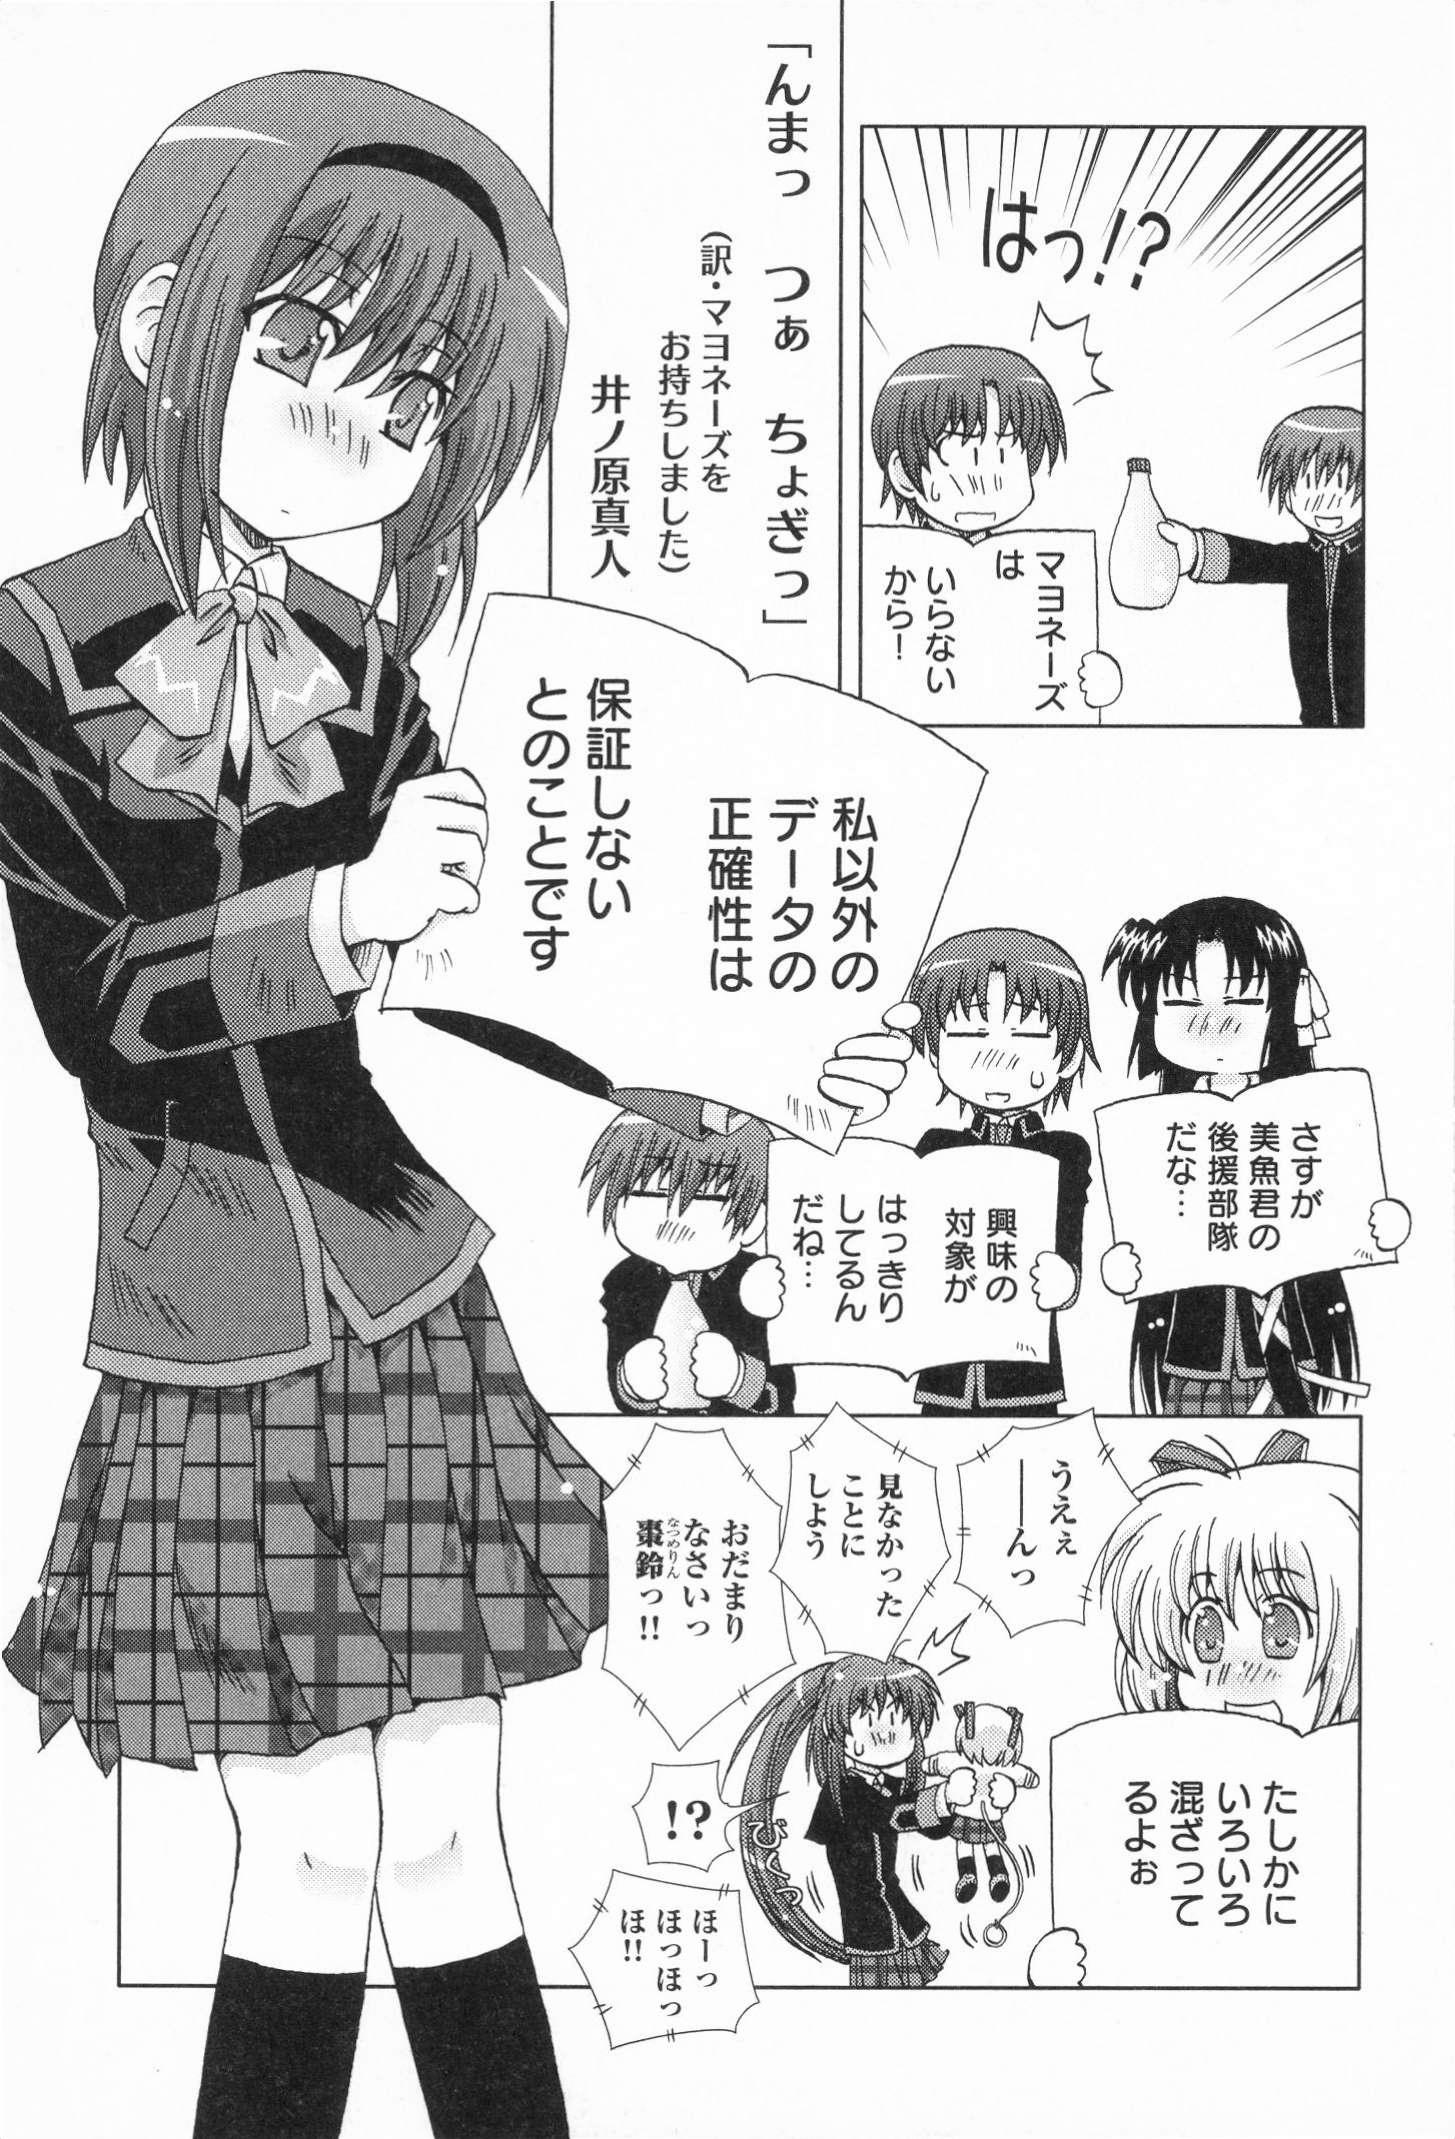 はっ!?
マヨネーズ
は
いらない
から!
「んまっ つぁ ちょぎっ」
(訳・マヨネーズを
お持ちしました)
井ノ原真人
私以外の
データの
正確性は
保証しない
とのことです
さすが
美魚君の
後援部隊
だな…
興味の
対象が
はっきり
してるんだね…
たしかに
いろいろ
混ざって
るよぉ
うえぇ
ーんっ
見なかった
ことに
しよう
おだまり
なさいっ
棗鈴っ!!
なつめりん
!?
びくっ
ほーっ
ほっほっ
ほ!!